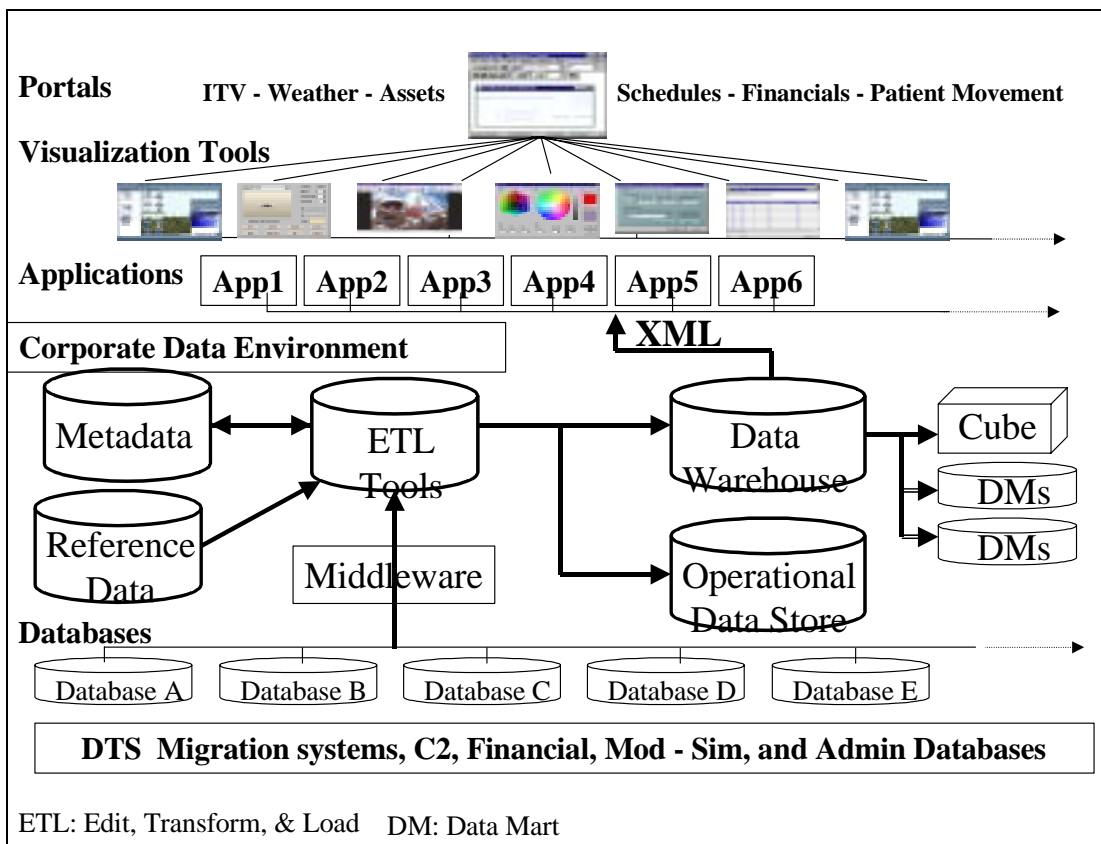 Portals
ITV - Weather - Assets
Schedules - Financials - Patient Movement
Visualization Tools
Applications
App1
App2
App3
App4
App5
App6
XML
Corporate Data Environment
Metadata
ETL
Tools
Data
Warehouse
Cube
DMs
DMs
Reference
Data
Middleware
Operational
Data Store
Databases
Database A
Database B
Database C
Database D
Database E
DTS Migration systems, C2, Financial, Mod - Sim, and Admin Databases
ETL: Edit, Transform, & Load DM: Data Mart